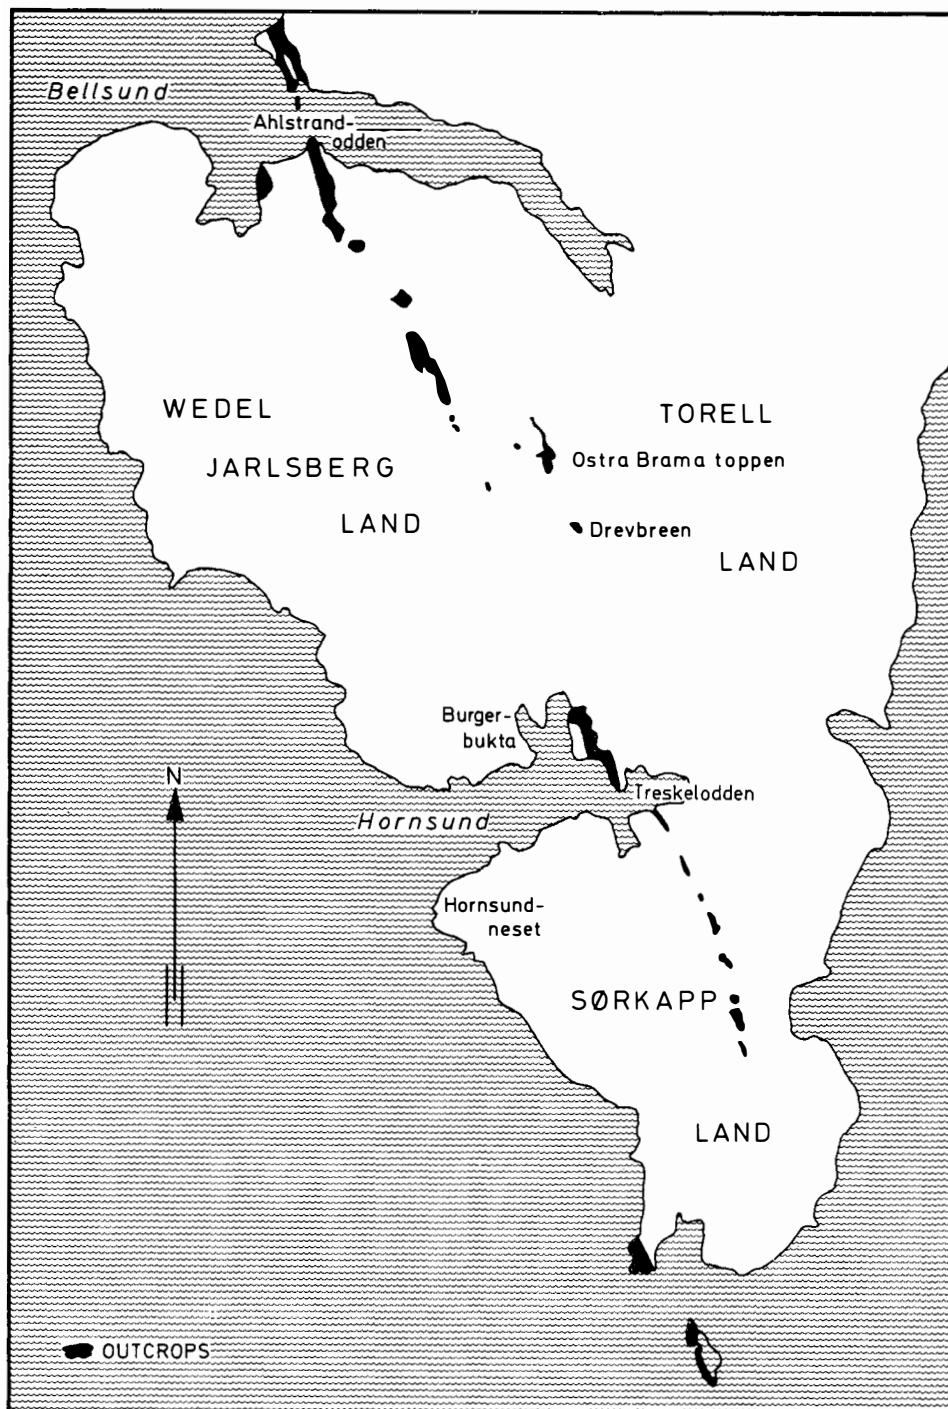 Bellsund
Ahlstrand-
odden
WEDEL
JARLSBERG
LAND
TORELL
LAND
Ostra Brama toppen
Drevbreen
Burger-
bukta
N
Treskelodden
Hornsund
Hornsund-
neset
SØRKAPP
LAND
OUTCROPS